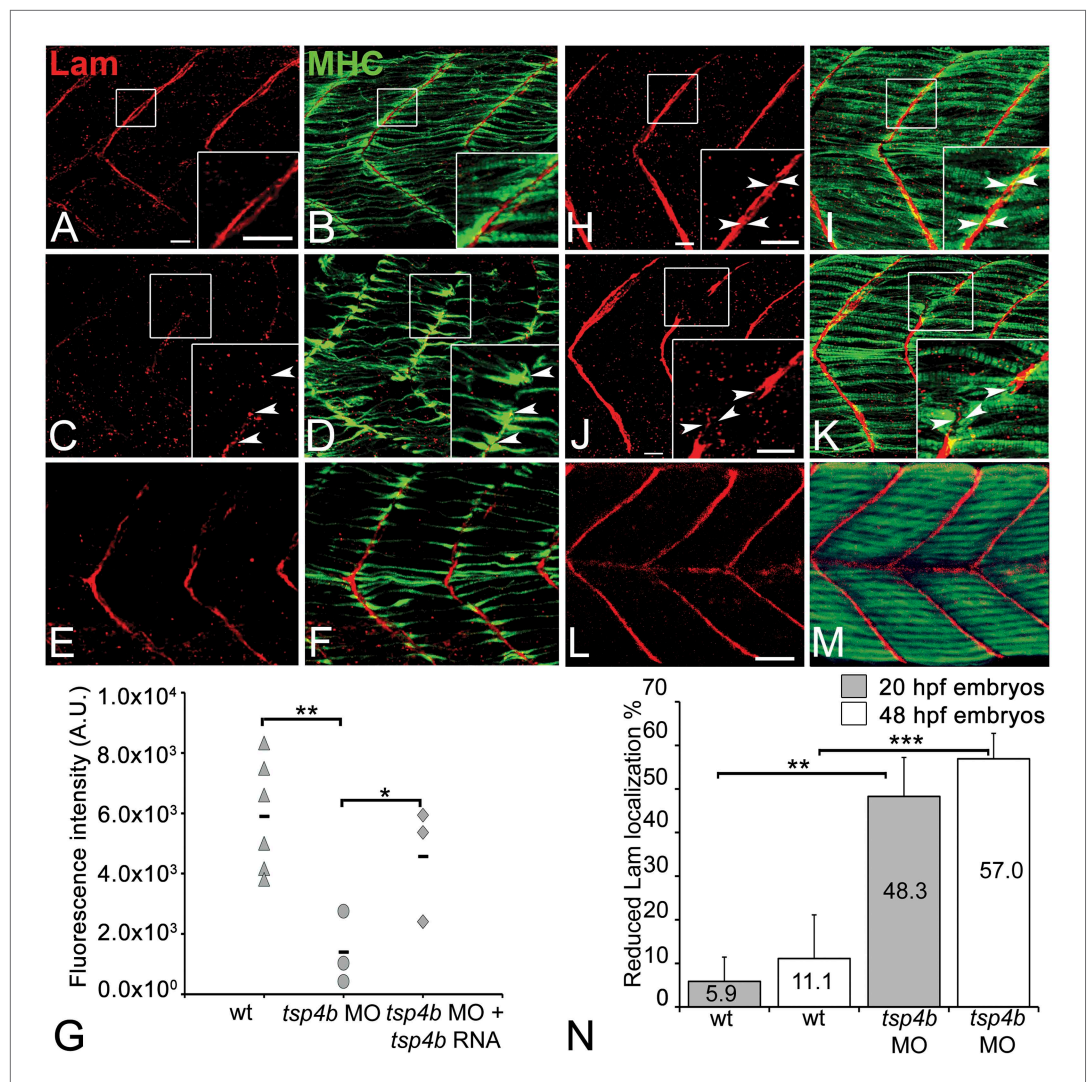 Lam
MHC
A
B
H
I
C
D
J
K
E
F
L
M
Fluorescence intensity (A.U.)
1.0x10⁴
8.0x10³
6.0x10³
4.0x10³
2.0x10³
0.0x10⁰
**
*
wt
tsp4b MO
tsp4b MO +
tsp4b RNA
G
20 hpf embryos
48 hpf embryos
Reduced Lam localization %
70
60
50
40
30
20
10
0
**
***
5.9
11.1
48.3
57.0
wt
wt
tsp4b
MO
tsp4b
MO
N